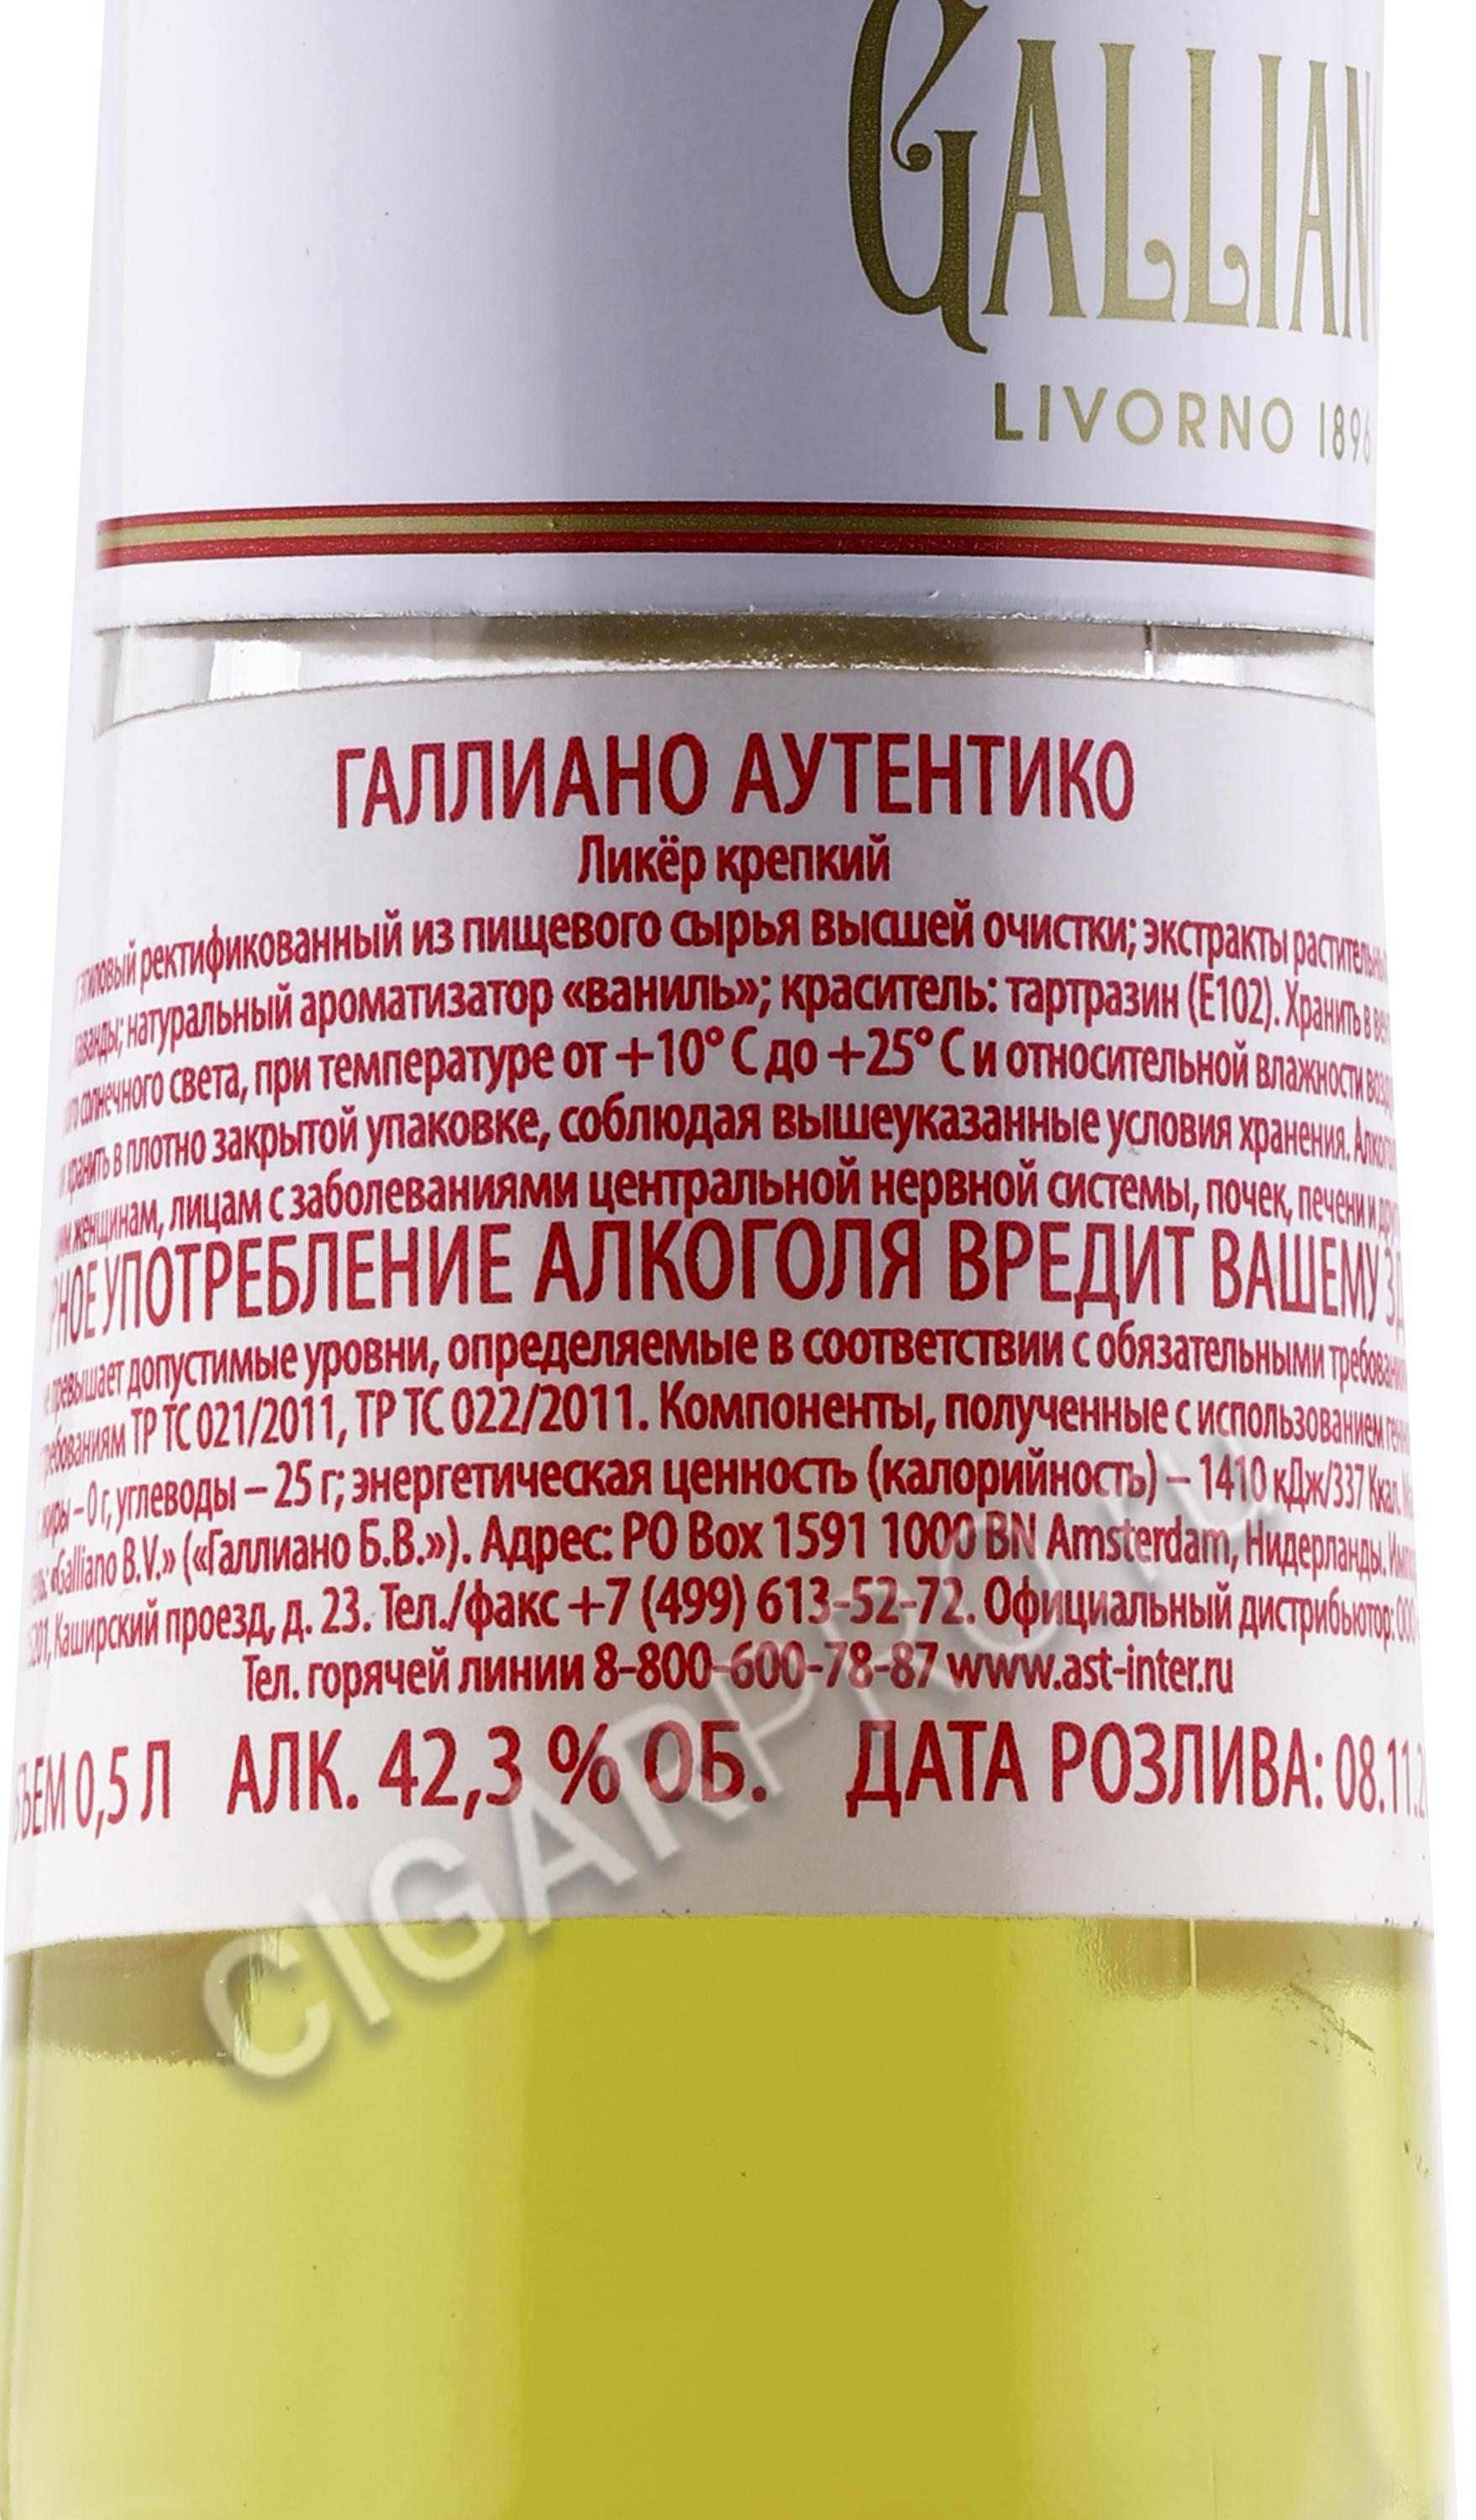 GALLIANO
LIVORNO 1896
ГАЛЛИАНО АУТЕНТИКО
Ликёр крепкий
этиловый ректификованный из пищевого сырья высшей очистки; экстракты
лаванды; натуральный ароматизатор «ваниль»; краситель: тартразин (Е102). Хранить в
солнечного света, при температуре от +10° С до +25° С и относительной влажности
хранить в плотно закрытой упаковке, соблюдая вышеуказанные условия хранения.
женщинам, лицам с заболеваниями центральной нервной системы, почек, печени и
УПОТРЕБЛЕНИЕ АЛКОГОЛЯ ВРЕДИТ ВАШЕМУ
не превышает допустимые уровни, определяемые в соответствии с обязательными
ТР ТС 021/2011, ТР ТС 022/2011. Компоненты, полученные с использованием
жиры – 0 г, углеводы – 25 г; энергетическая ценность (калорийность) – 1410 кДж/337 Ккал.
«Galliano B.V.» («Галлиано Б.В.»). Адрес: PO Box 1591 1000 BN Amsterdam, Нидерланды.
Каширский проезд, д. 23. Тел./факс +7 (499) 613-52-72. Официальный дистрибьютор: ООО
Тел. горячей линии 8-800-600-78-87 www.ast-inter.ru
0,5 Л АЛК. 42,3 % ОБ. ДАТА РОЗЛИВА: 08.11.
CIGARPRO.ru